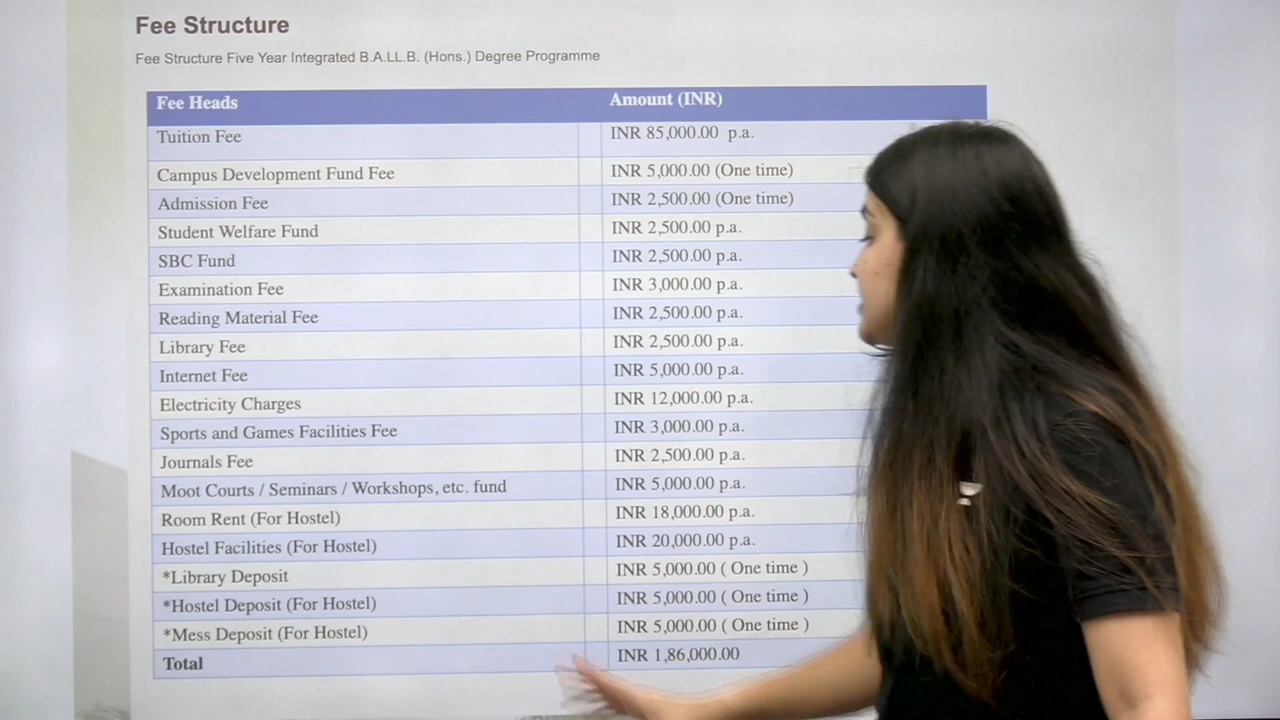 Fee Structure
Fee Structure Five Year Integrated B.A.LL.B. (Hons.) Degree Programme
Fee Heads Amount (INR)
Tuition Fee INR 85,000.00 p.a.
Campus Development Fund Fee INR 5,000.00 (One time)
Admission Fee INR 2,500.00 (One time)
Student Welfare Fund INR 2,500.00 p.a.
SBC Fund INR 2,500.00 p.a.
Examination Fee INR 3,000.00 p.a.
Reading Material Fee INR 2,500.00 p.a.
Library Fee INR 2,500.00 p.a.
Internet Fee INR 5,000.00 p.a.
Electricity Charges INR 12,000.00 p.a.
Sports and Games Facilities Fee INR 3,000.00 p.a.
Journals Fee INR 2,500.00 p.a.
Moot Courts / Seminars / Workshops, etc. fund INR 5,000.00 p.a.
Room Rent (For Hostel) INR 18,000.00 p.a.
Hostel Facilities (For Hostel) INR 20,000.00 p.a.
*Library Deposit INR 5,000.00 ( One time )
*Hostel Deposit (For Hostel) INR 5,000.00 ( One time )
*Mess Deposit (For Hostel) INR 5,000.00 ( One time )
Total INR 1,86,000.00